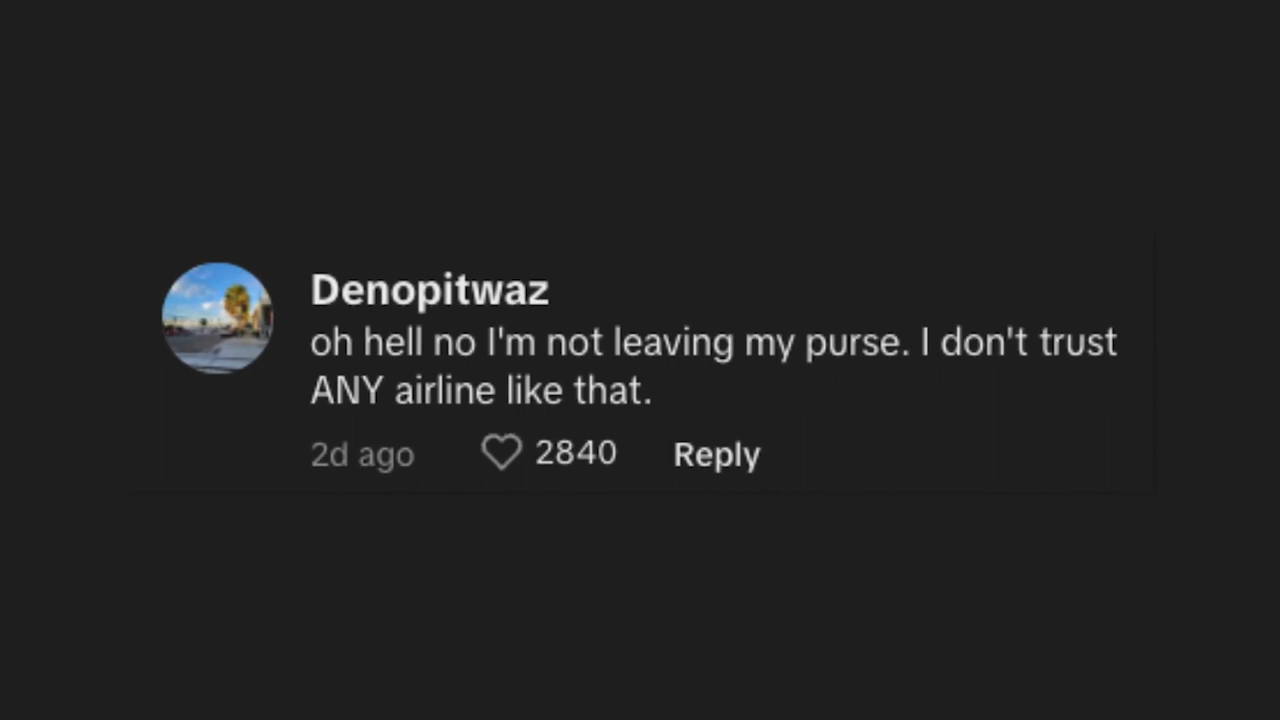 Denopitwaz
oh hell no I'm not leaving my purse. I don't trust
ANY airline like that.
2d ago 2840 Reply